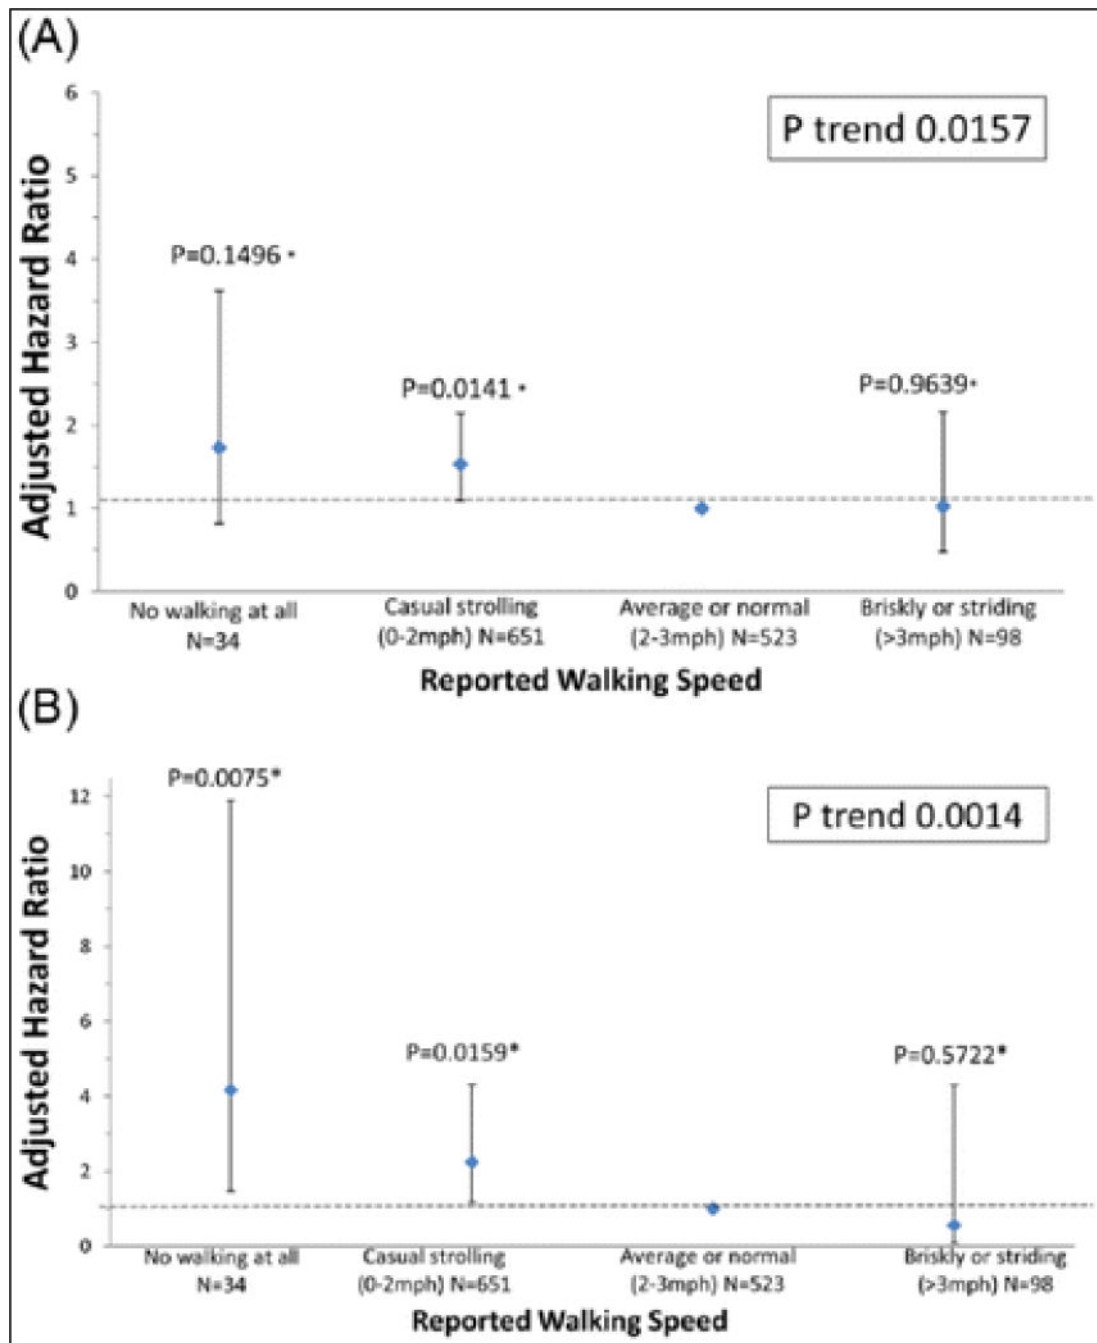 (A)
6
5
4
3
2
1
0
Adjusted Hazard Ratio
P trend 0.0157
P=0.1496 *
P=0.0141 *
P=0.9639*
No walking at all
N=34
Casual strolling
(0-2mph) N=651
Average or normal
(2-3mph) N=523
Briskly or striding
(>3mph) N=98
Reported Walking Speed
(B)
12
10
8
6
4
2
0
Adjusted Hazard Ratio
P trend 0.0014
P=0.0075*
P=0.0159*
P=0.5722*
No walking at all
N=34
Casual strolling
(0-2mph) N=651
Average or normal
(2-3mph) N=523
Briskly or striding
(>3mph) N=98
Reported Walking Speed